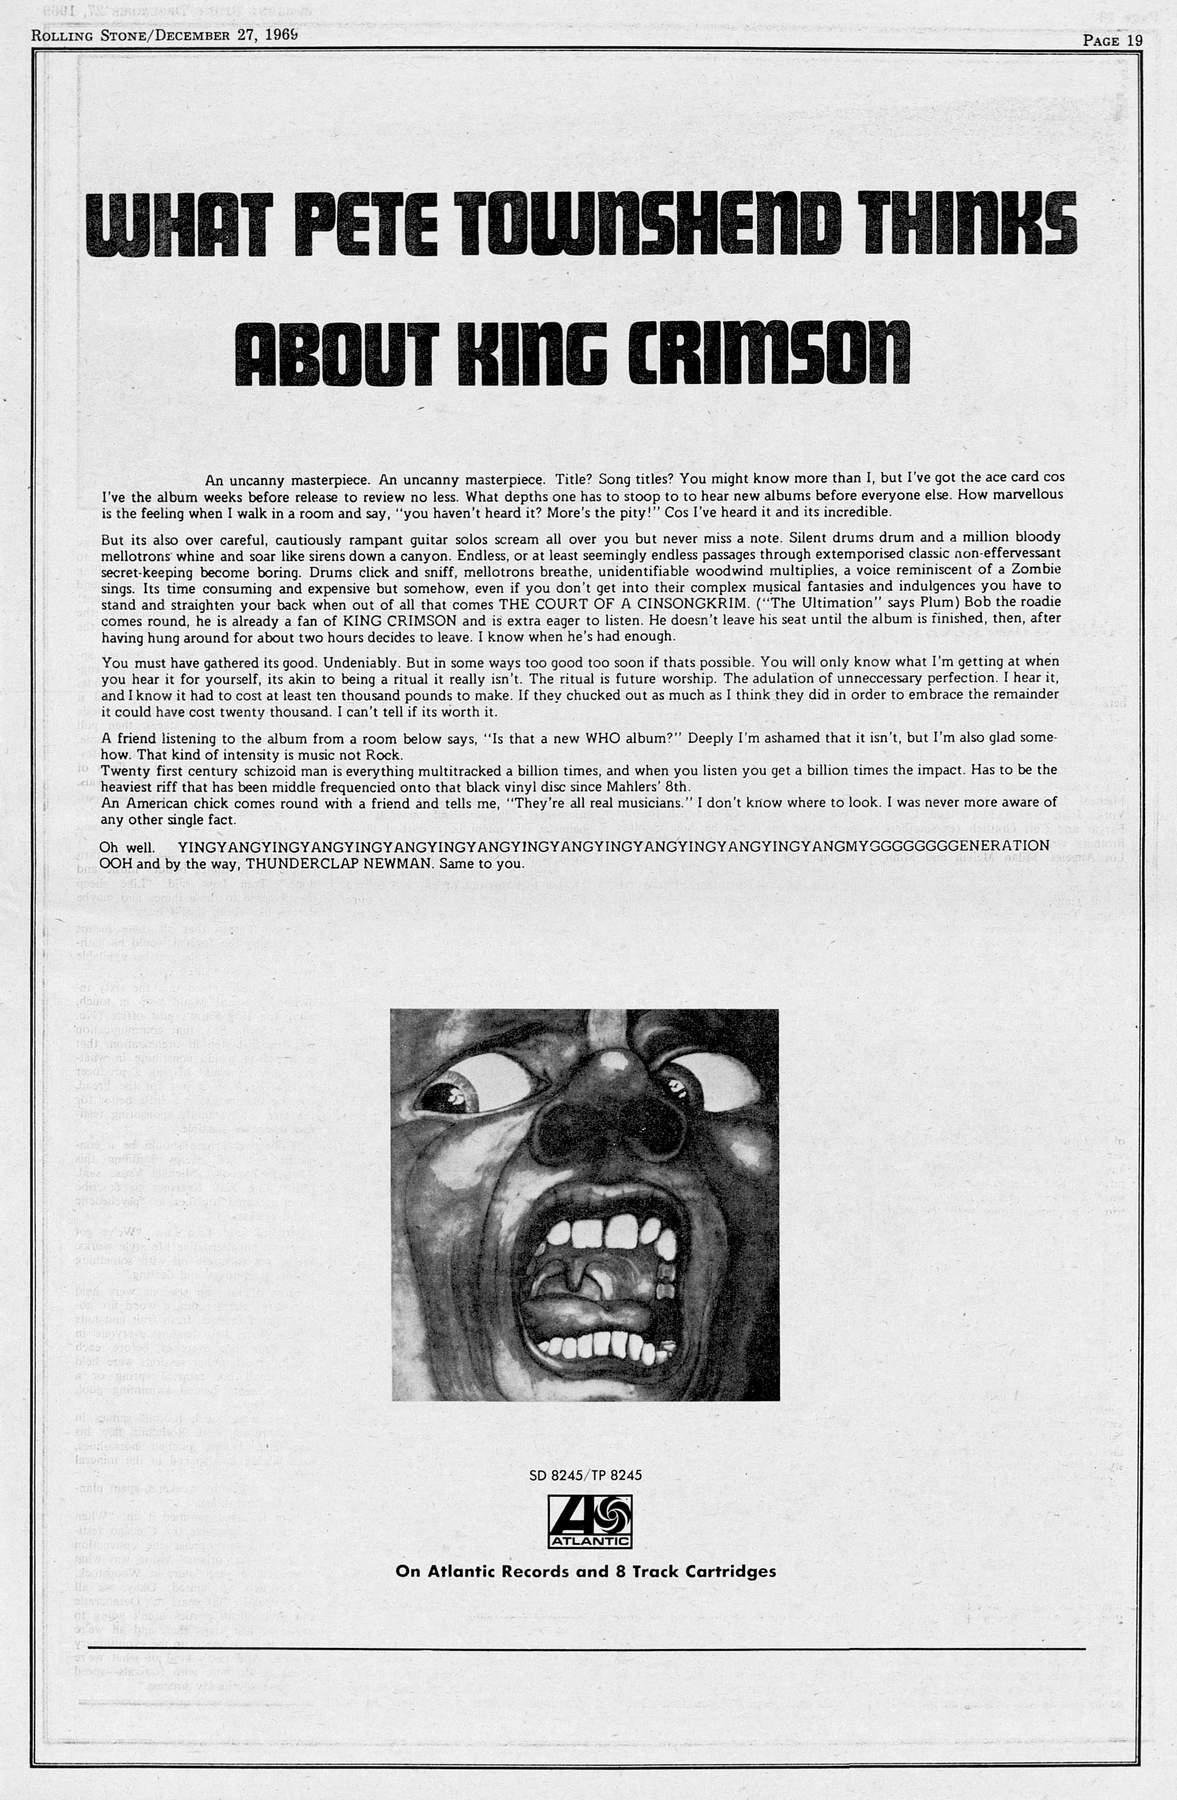 ROLLING STONE/DECEMBER 27, 1969
PAGE 19
WHAT PETE TOWNSHEND THINKS
ABOUT KING CRIMSON
An uncanny masterpiece. An uncanny masterpiece. Title? Song titles? You might know more than I, but I've got the ace card cos
I've the album weeks before release to review no less. What depths one has to stoop to to hear new albums before everyone else. How marvellous
is the feeling when I walk in a room and say, "you haven't heard it? More's the pity!" Cos I've heard it and its incredible.
But its also over careful, cautiously rampant guitar solos scream all over you but never miss a note. Silent drums drum and a million bloody
mellotrons whine and soar like sirens down a canyon. Endless, or at least seemingly endless passages through extemporised classic non-effervessant
secret-keeping become boring. Drums click and sniff, mellotrons breathe, unidentifiable woodwind multiplies, a voice reminiscent of a Zombie
sings. Its time consuming and expensive but somehow, even if you don't get into their complex musical fantasies and indulgences you have to
stand and straighten your back when out of all that comes THE COURT OF A CINSONGKRIM. ("The Ultimation" says Plum) Bob the roadie
comes round, he is already a fan of KING CRIMSON and is extra eager to listen. He doesn't leave his seat until the album is finished, then, after
having hung around for about two hours decides to leave. I know when he's had enough.
You must have gathered its good. Undeniably. But in some ways too good too soon if thats possible. You will only know what I'm getting at when
you hear it for yourself, its akin to being a ritual it really isn't. The ritual is future worship. The adulation of unneccessary perfection. I hear it,
and I know it had to cost at least ten thousand pounds to make. If they chucked out as much as I think they did in order to embrace the remainder
it could have cost twenty thousand. I can't tell if its worth it.
A friend listening to the album from a room below says, "Is that a new WHO album?" Deeply I'm ashamed that it isn't, but I'm also glad some-
how. That kind of intensity is music not Rock.
Twenty first century schizoid man is everything multitracked a billion times, and when you listen you get a billion times the impact. Has to be the
heaviest riff that has been middle frequencied onto that black vinyl disc since Mahlers' 8th.
An American chick comes round with a friend and tells me, "They're all real musicians." I don't know where to look. I was never more aware of
any other single fact.
Oh well. YINGYANGYINGYANGYINGYANGYINGYANGYINGYANGYINGYANGYINGYANGYINGYANGMYGGGGGGGGENERATION
OOH and by the way, THUNDERCLAP NEWMAN. Same to you.
SD 8245/TP 8245
ATLANTIC
On Atlantic Records and 8 Track Cartridges